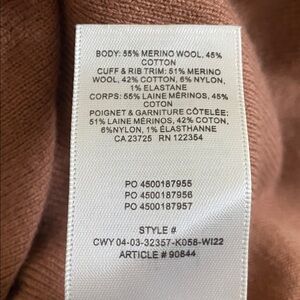 BODY: 55% MERINO WOOL, 45%
COTTON
CUFF & RIB TRIM: 51% MERINO
WOOL, 42% COTTON, 6% NYLON,
1% ELASTANE
CORPS: 55% LAINE MÉRINOS, 45%
COTON
POIGNET & GARNITURE CÔTELÉE:
51% LAINE MÉRINOS, 42% COTON,
6%NYLON, 1% ÉLASTHANNE
CA 23725 RN 122354
PO 4500187955
PO 4500187956
PO 4500187957
STYLE #
CWY 04-03-32357-K058-WI22
ARTICLE # 90844